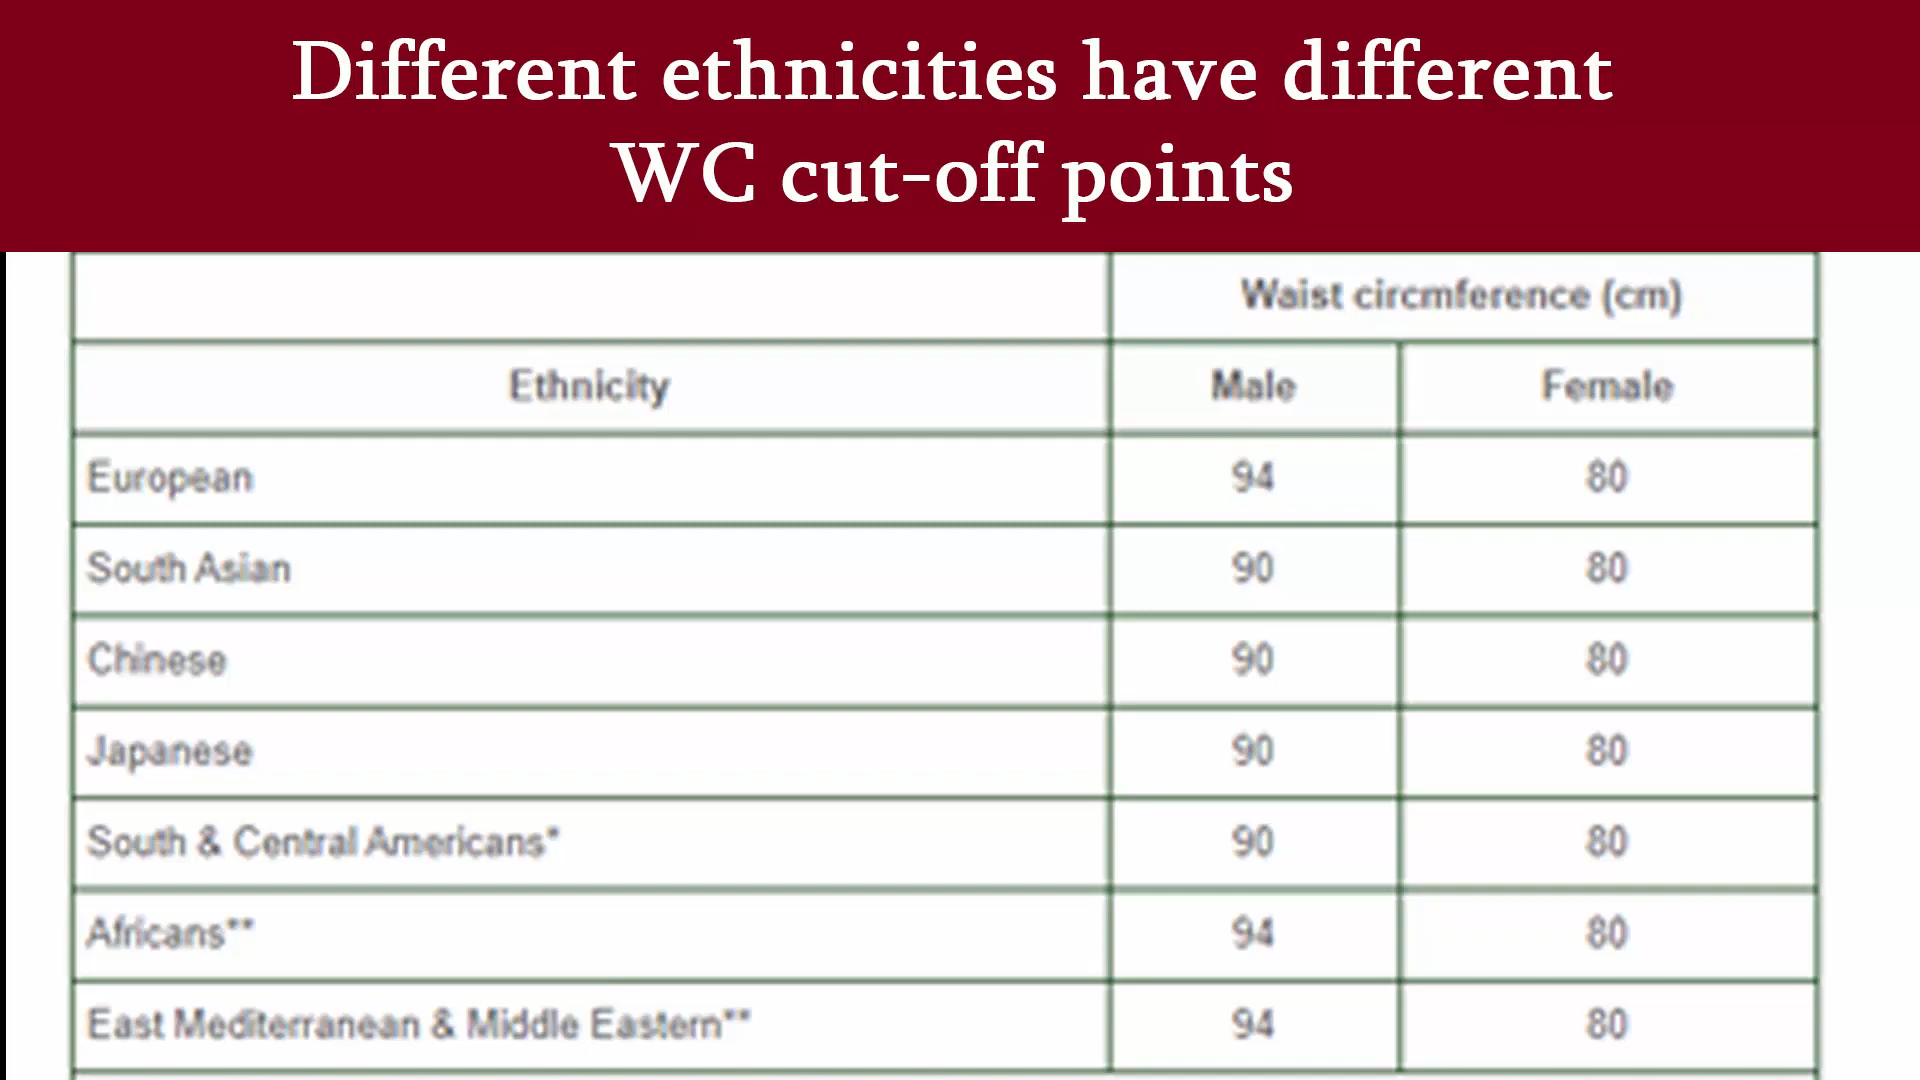 Different ethnicities have different
WC cut-off points
Waist circmference (cm)
Ethnicity Male Female
European 94 80
South Asian 90 80
Chinese 90 80
Japanese 90 80
South & Central Americans* 90 80
Africans** 94 80
East Mediterranean & Middle Eastern** 94 80